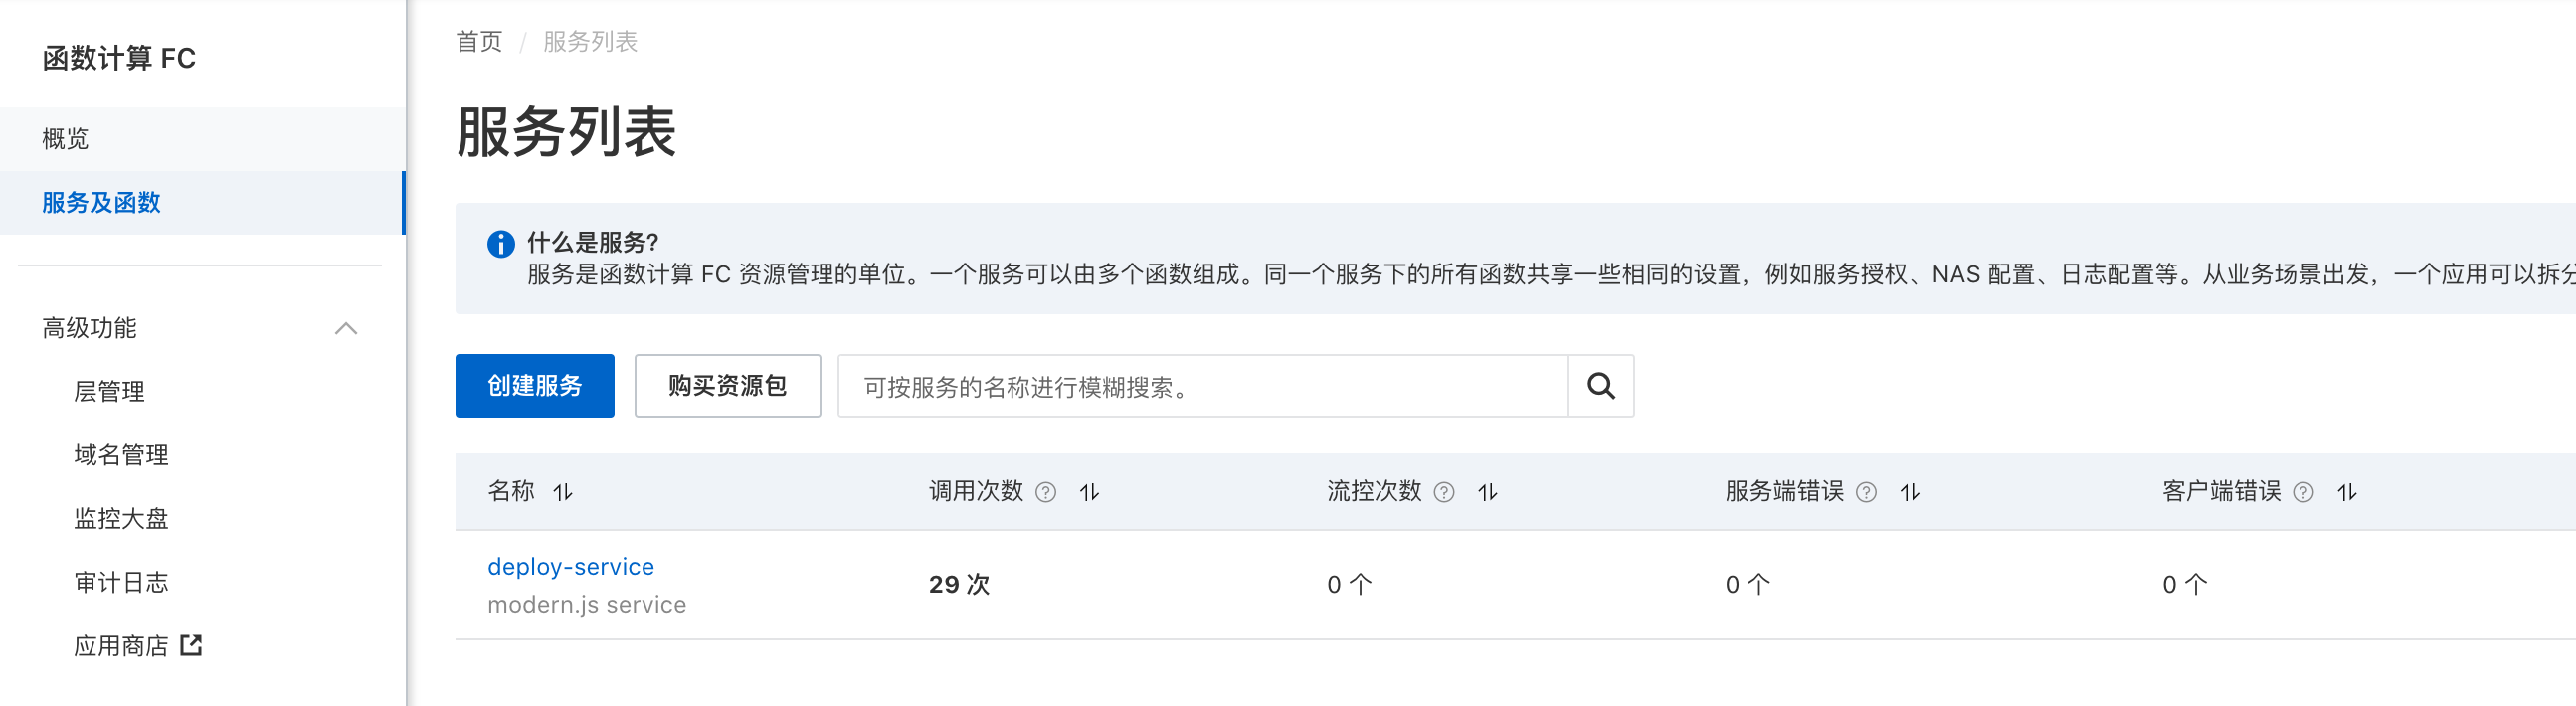 函数计算 FC
概览
服务及函数
高级功能
层管理
域名管理
监控大盘
审计日志
应用商店
首页 / 服务列表
服务列表
什么是服务?
服务是函数计算 FC 资源管理的单位。一个服务可以由多个函数组成。同一个服务下的所有函数共享一些相同的设置，例如服务授权、NAS 配置、日志配置等。从业务场景出发，一个应用可以拆分
创建服务 购买资源包 可按服务的名称进行模糊搜索。
名称 调用次数 流控次数 服务端错误 客户端错误
deploy-service
modern.js service
29 次 0 个 0 个 0 个